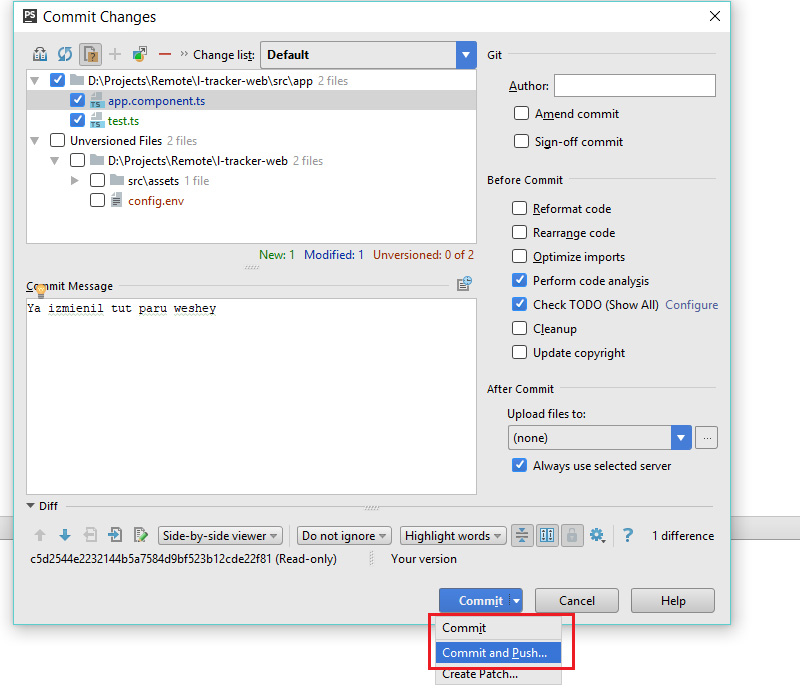 PS Commit Changes
Change list: Default
D:\Projects\Remote\I-tracker-web\src\app 2 files
TS app.component.ts
TS test.ts
Unversioned Files 2 files
D:\Projects\Remote\I-tracker-web 2 files
src\assets 1 file
config.env
New: 1 Modified: 1 Unversioned: 0 of 2
Commit Message
Ya izmienil tut paru weshey
Git
Author:
Amend commit
Sign-off commit
Before Commit
Reformat code
Rearrange code
Optimize imports
Perform code analysis
Check TODO (Show All) Configure
Cleanup
Update copyright
After Commit
Upload files to:
(none) ...
Always use selected server
Diff
Side-by-side viewer Do not ignore Highlight words ? 1 difference
c5d2544e2232144b5a7584d9bf523b12cde22f81 (Read-only) Your version
Commit Cancel Help
Commit
Commit and Push...
Create Patch...